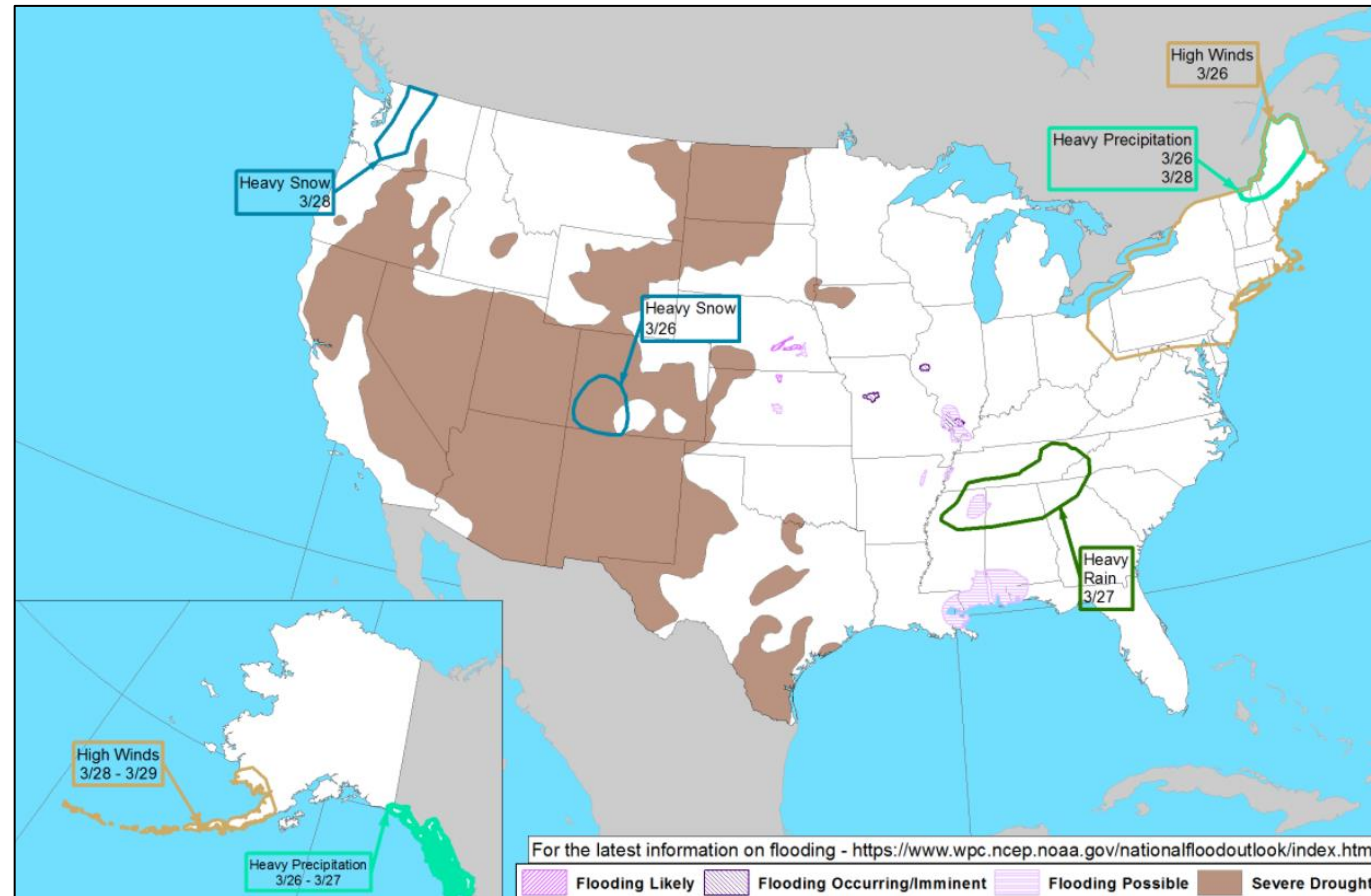 High Winds
3/26
Heavy Precipitation
3/26
3/28
Heavy Snow
3/28
Heavy Snow
3/26
Heavy
Rain
3/27
High Winds
3/28 - 3/29
Heavy Precipitation
3/26 - 3/27
For the latest information on flooding - https://www.wpc.ncep.noaa.gov/nationalfloodoutlook/index.htm
Flooding Likely Flooding Occurring/Imminent Flooding Possible Severe Drough